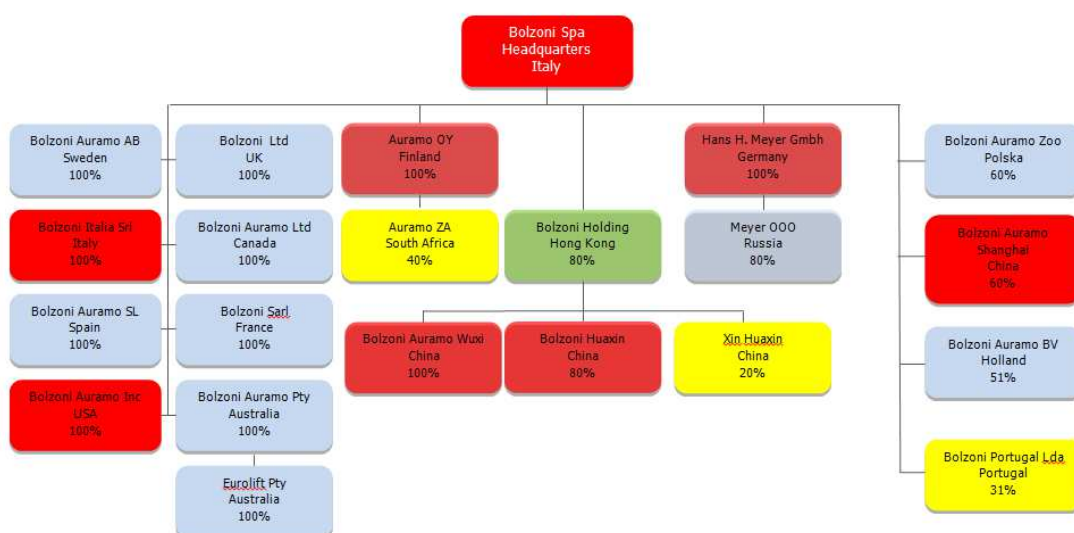 Bolzoni Spa
Headquarters
Italy
Bolzoni Auramo AB
Sweden
100%
Bolzoni Ltd
UK
100%
Auramo OY
Finland
100%
Hans H. Meyer Gmbh
Germany
100%
Bolzoni Auramo Zoo
Polska
60%
Bolzoni Italia Srl
Italy
100%
Bolzoni Auramo Ltd
Canada
100%
Auramo ZA
South Africa
40%
Bolzoni Holding
Hong Kong
80%
Meyer OOO
Russia
80%
Bolzoni Auramo
Shanghai
China
60%
Bolzoni Auramo SL
Spain
100%
Bolzoni Sarl
France
100%
Bolzoni Auramo Wuxi
China
100%
Bolzoni Huaxin
China
80%
Xin Huaxin
China
20%
Bolzoni Auramo BV
Holland
51%
Bolzoni Auramo Inc
USA
100%
Bolzoni Auramo Pty
Australia
100%
Bolzoni Portugal Lda
Portugal
31%
Eurolift Pty
Australia
100%